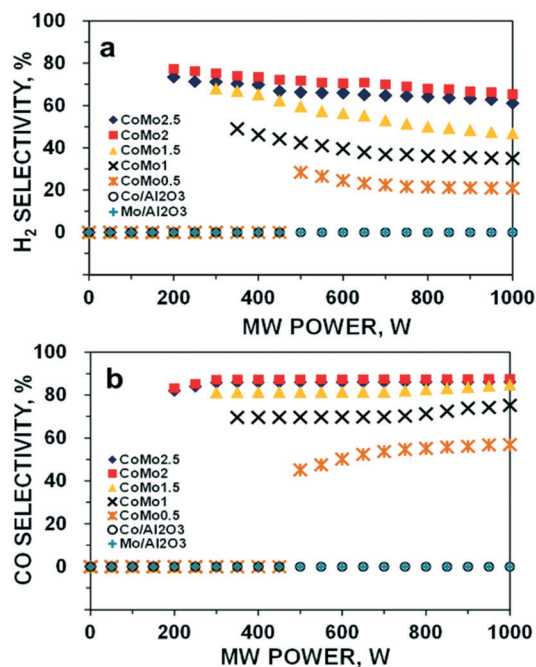 a
100
80
60
40
20
0
H2 SELECTIVITY, %
CoMo2.5
CoMo2
CoMo1.5
CoMo1
CoMo0.5
Co/Al2O3
Mo/Al2O3
0 200 400 600 800 1000
MW POWER, W
b
100
80
60
40
20
0
CO SELECTIVITY, %
CoMo2.5
CoMo2
CoMo1.5
CoMo1
CoMo0.5
Co/Al2O3
Mo/Al2O3
0 200 400 600 800 1000
MW POWER, W